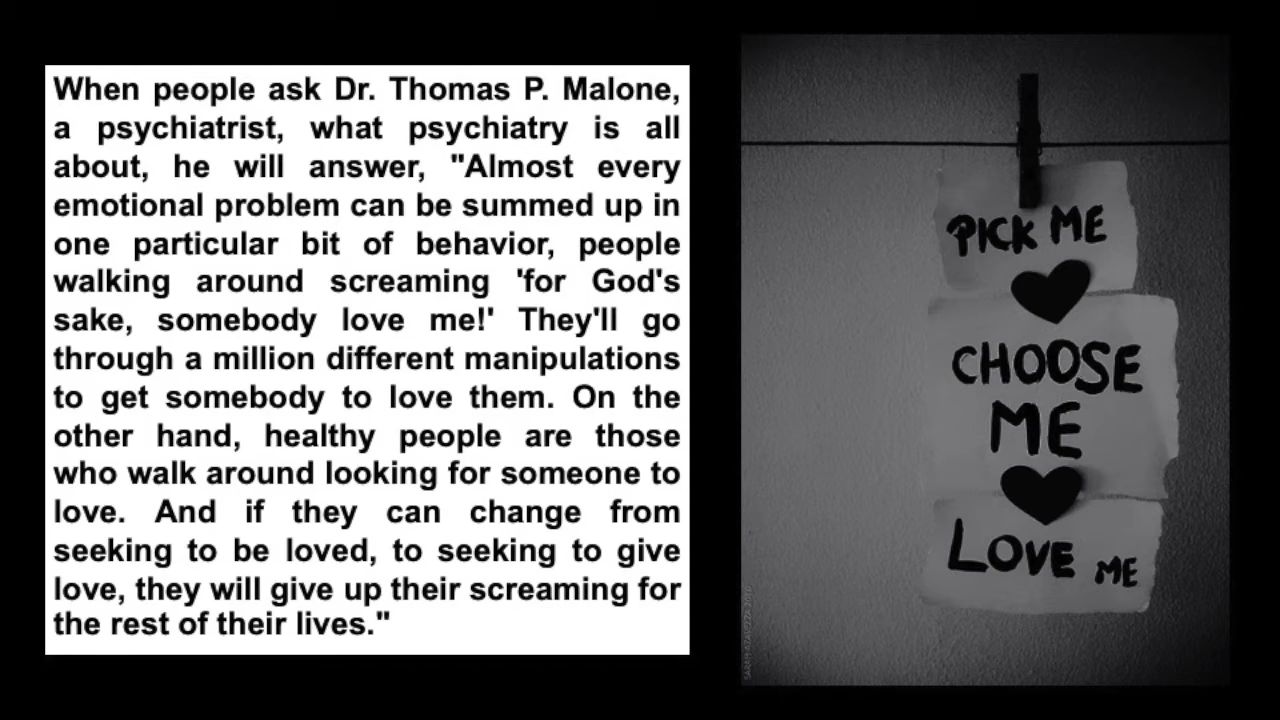 When people ask Dr. Thomas P. Malone,
a psychiatrist, what psychiatry is all
about, he will answer, "Almost every
emotional problem can be summed up in
one particular bit of behavior, people
walking around screaming 'for God's
sake, somebody love me!' They'll go
through a million different manipulations
to get somebody to love them. On the
other hand, healthy people are those
who walk around looking for someone to
love. And if they can change from
seeking to be loved, to seeking to give
love, they will give up their screaming for
the rest of their lives."
PICK ME
CHOOSE
ME
LOVE ME